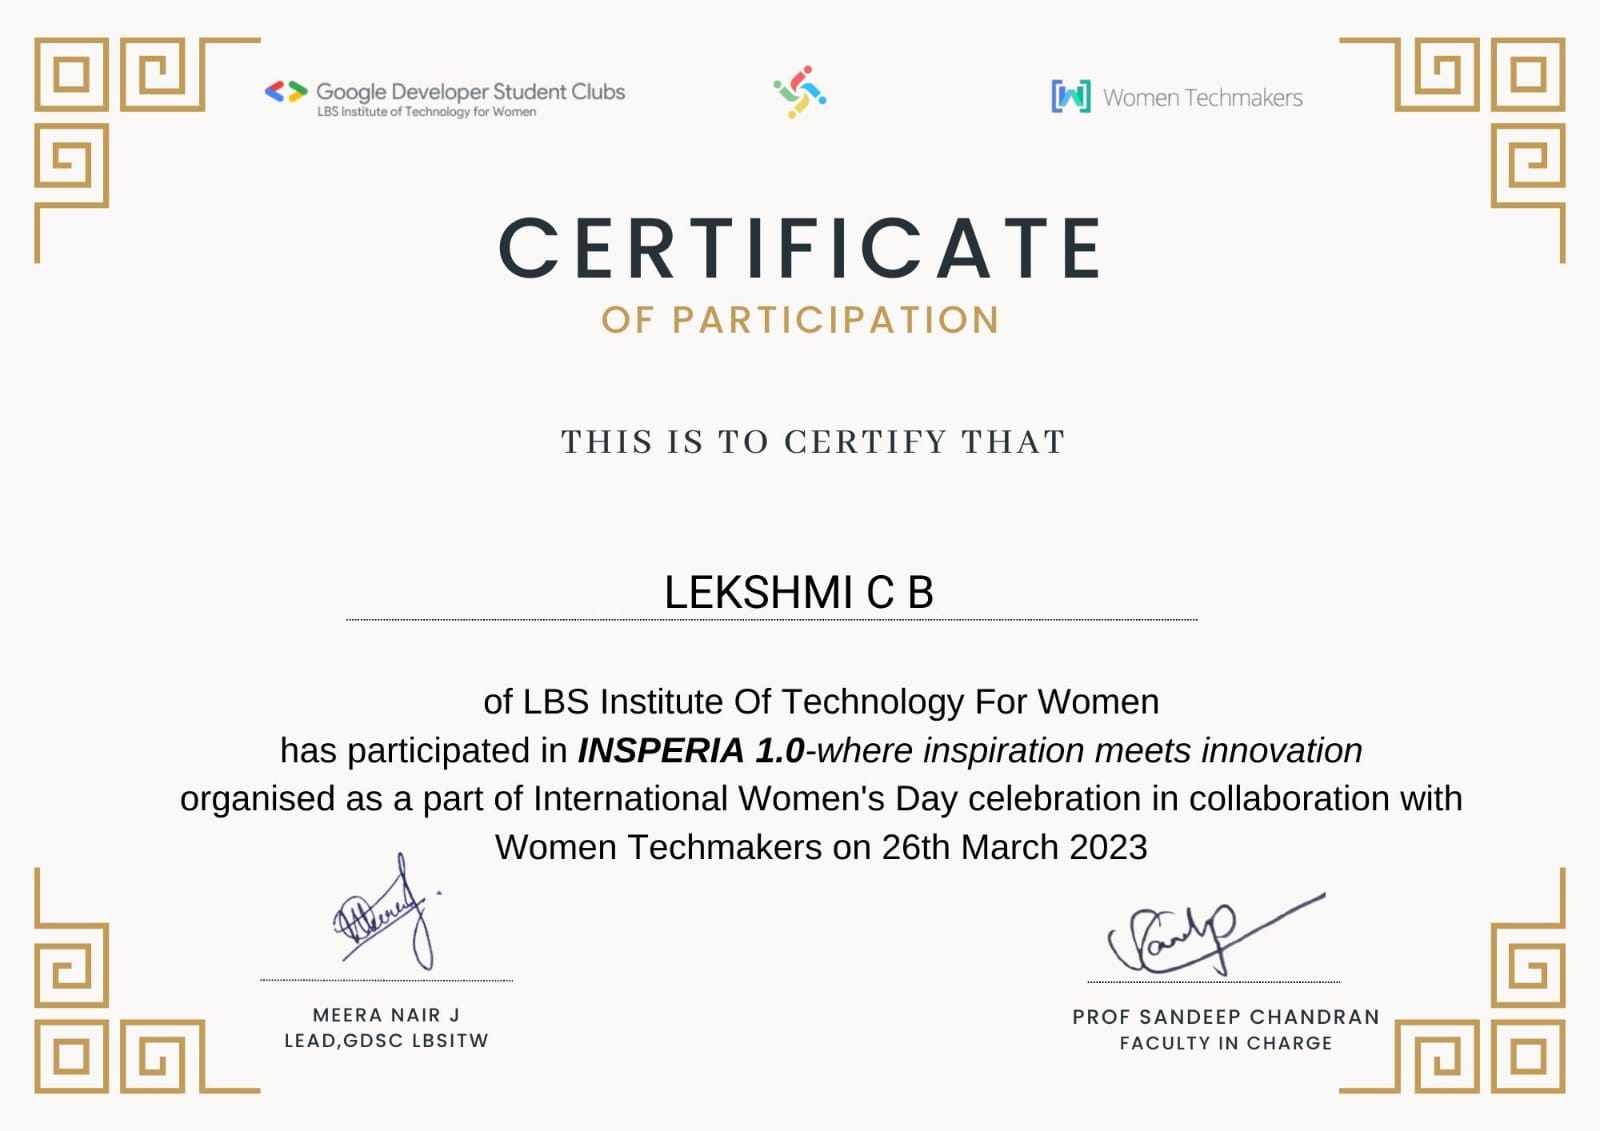 Google Developer Student Clubs
LBS Institute of Technology for Women
Women Techmakers
CERTIFICATE
OF PARTICIPATION
THIS IS TO CERTIFY THAT
LEKSHMI C B
of LBS Institute Of Technology For Women
has participated in INSPERIA 1.0-where inspiration meets innovation
organised as a part of International Women's Day celebration in collaboration with
Women Techmakers on 26th March 2023
MEERA NAIR J
LEAD,GDSC LBSITW
PROF SANDEEP CHANDRAN
FACULTY IN CHARGE